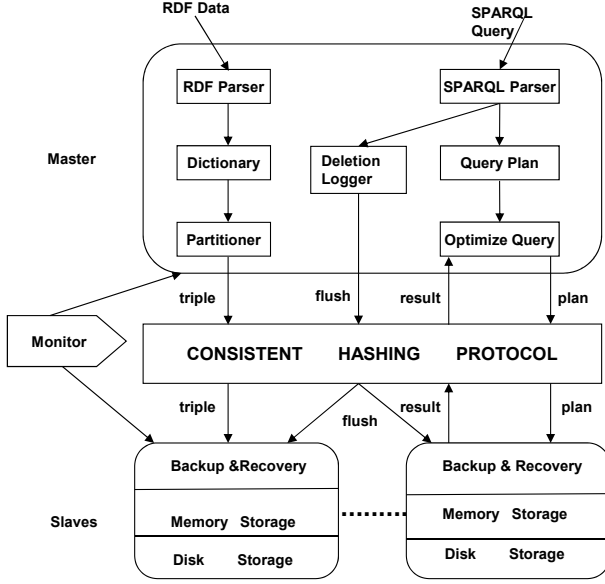 RDF Data
SPARQL
Query
RDF Parser
SPARQL Parser
Master
Dictionary
Deletion
Logger
Query Plan
Partitioner
Optimize Query
triple
flush
result
plan
Monitor
CONSISTENT HASHING PROTOCOL
triple
flush
result
plan
Backup &Recovery
Backup & Recovery
Slaves
Memory Storage
Memory Storage
Disk Storage
Disk Storage